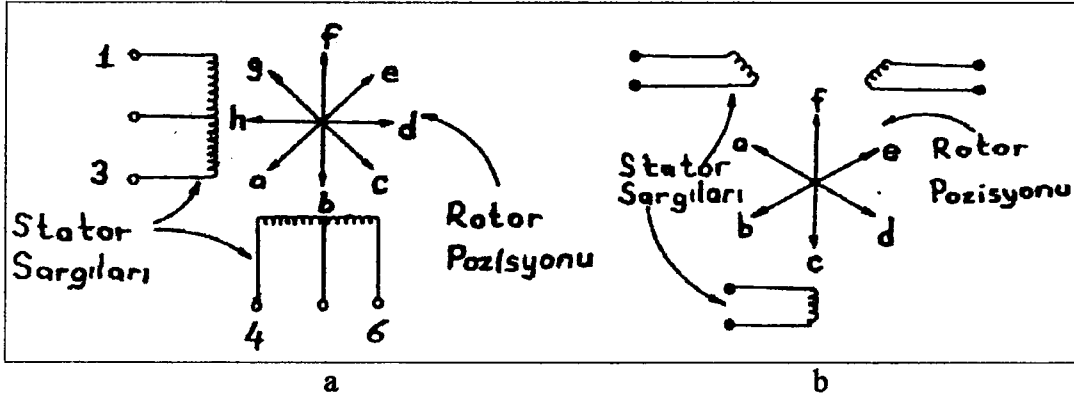 1
3
f
g
e
h
d
a
c
b
Stator
Sargıları
Rotor
Pozisyonu
4
6
f
a
e
Stator
Sargıları
Rotor
Pozisyonu
b
d
c
a
b